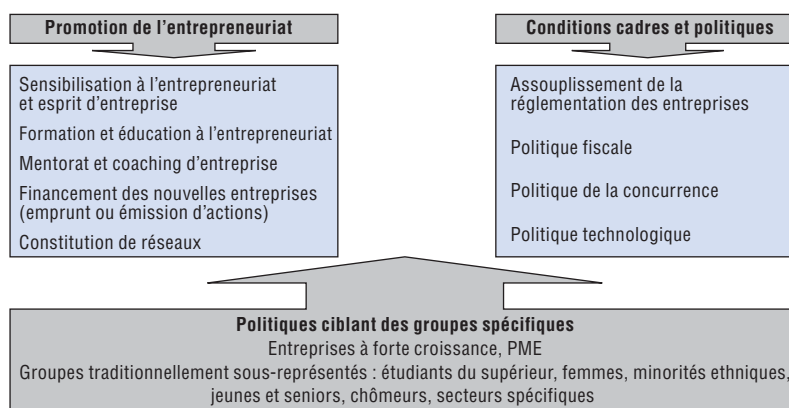 Promotion de l'entrepreneuriat
Sensibilisation à l'entrepreneuriat
et esprit d'entreprise
Formation et éducation à l'entrepreneuriat
Mentorat et coaching d'entreprise
Financement des nouvelles entreprises
(emprunt ou émission d'actions)
Constitution de réseaux
Conditions cadres et politiques
Assouplissement de la
réglementation des entreprises
Politique fiscale
Politique de la concurrence
Politique technologique
Politiques ciblant des groupes spécifiques
Entreprises à forte croissance, PME
Groupes traditionnellement sous-représentés : étudiants du supérieur, femmes, minorités ethniques,
jeunes et seniors, chômeurs, secteurs spécifiques